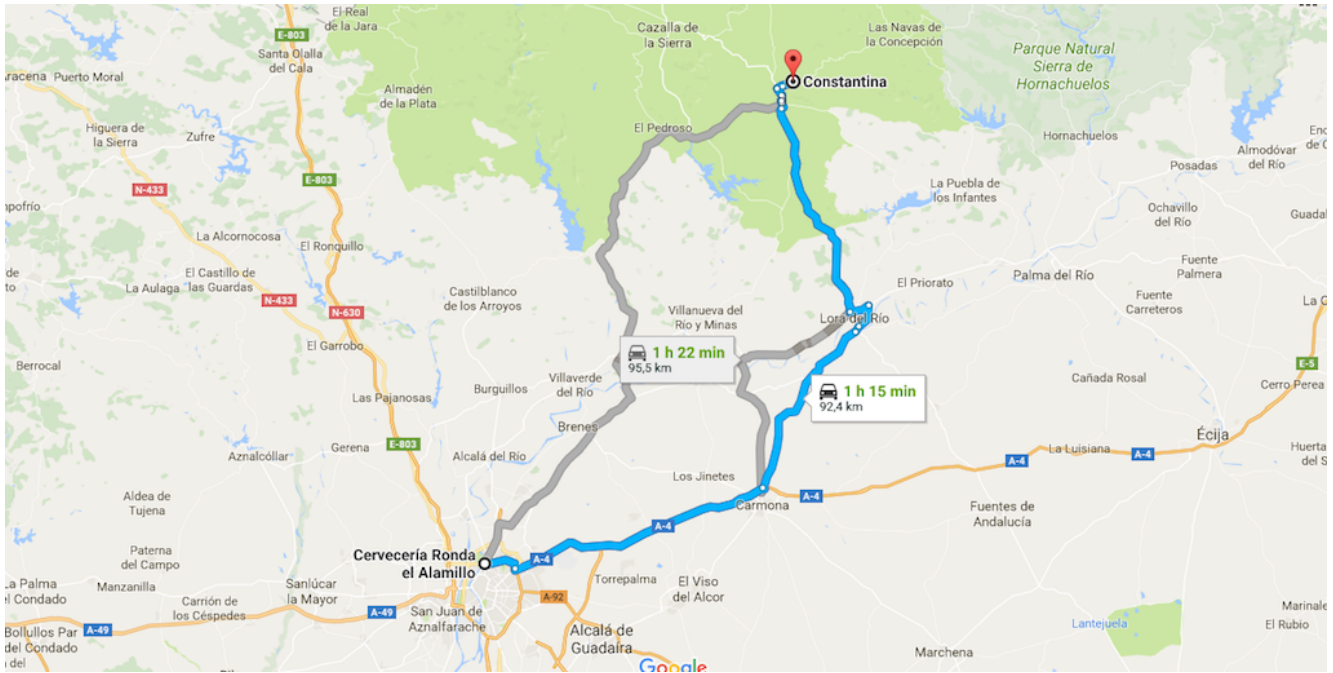 El Real
de la Jara
E-803
Santa Olalla
del Cala
Cazalla de
la Sierra
Las Navas de
la Concepción
Parque Natural
Sierra de
Hornachuelos
Aracena
Puerto Moral
Almadén
de la Plata
Constantina
Higuera de
la Sierra
Zufre
El Pedroso
Hornachuelos
Almodóvar
del Río
Posadas
E-803
N-433
La Puebla de
los Infantes
Ochavillo
del Río
La Alcornocosa
El Ronquillo
El Castillo de
las Guardas
La Aulaga
Castilblanco
de los Arroyos
El Priorato
Palma del Río
Fuente
Palmera
Fuente
Carreteros
N-433
N-630
Villanueva del
Río y Minas
Lora del Río
El Garrobo
Berrocal
1 h 22 min
95,5 km
E-5
Cerro Perea
Cañada Rosal
Villaverde
del Río
Burguillos
1 h 15 min
92,4 km
Las Pajanosas
Brenes
E-803
Gerena
Aznalcóllar
Alcalá del Río
Écija
La Luisiana
A-4
A-4
Los Jinetes
Carmona
A-4
Aldea de
Tujena
Fuentes de
Andalucía
A-4
Paterna
del Campo
Cervecería Ronda
el Alamillo
A-4
La Palma
del Condado
Manzanilla
Sanlúcar
la Mayor
Torrepalma
El Viso
del Alcor
A-92
Carrión de
los Céspedes
A-49
San Juan de
Aznalfarache
A-49
Bollullos Par
del Condado
Alcalá de
Guadaíra
Lantejuela
El Rubio
Marchena
Google